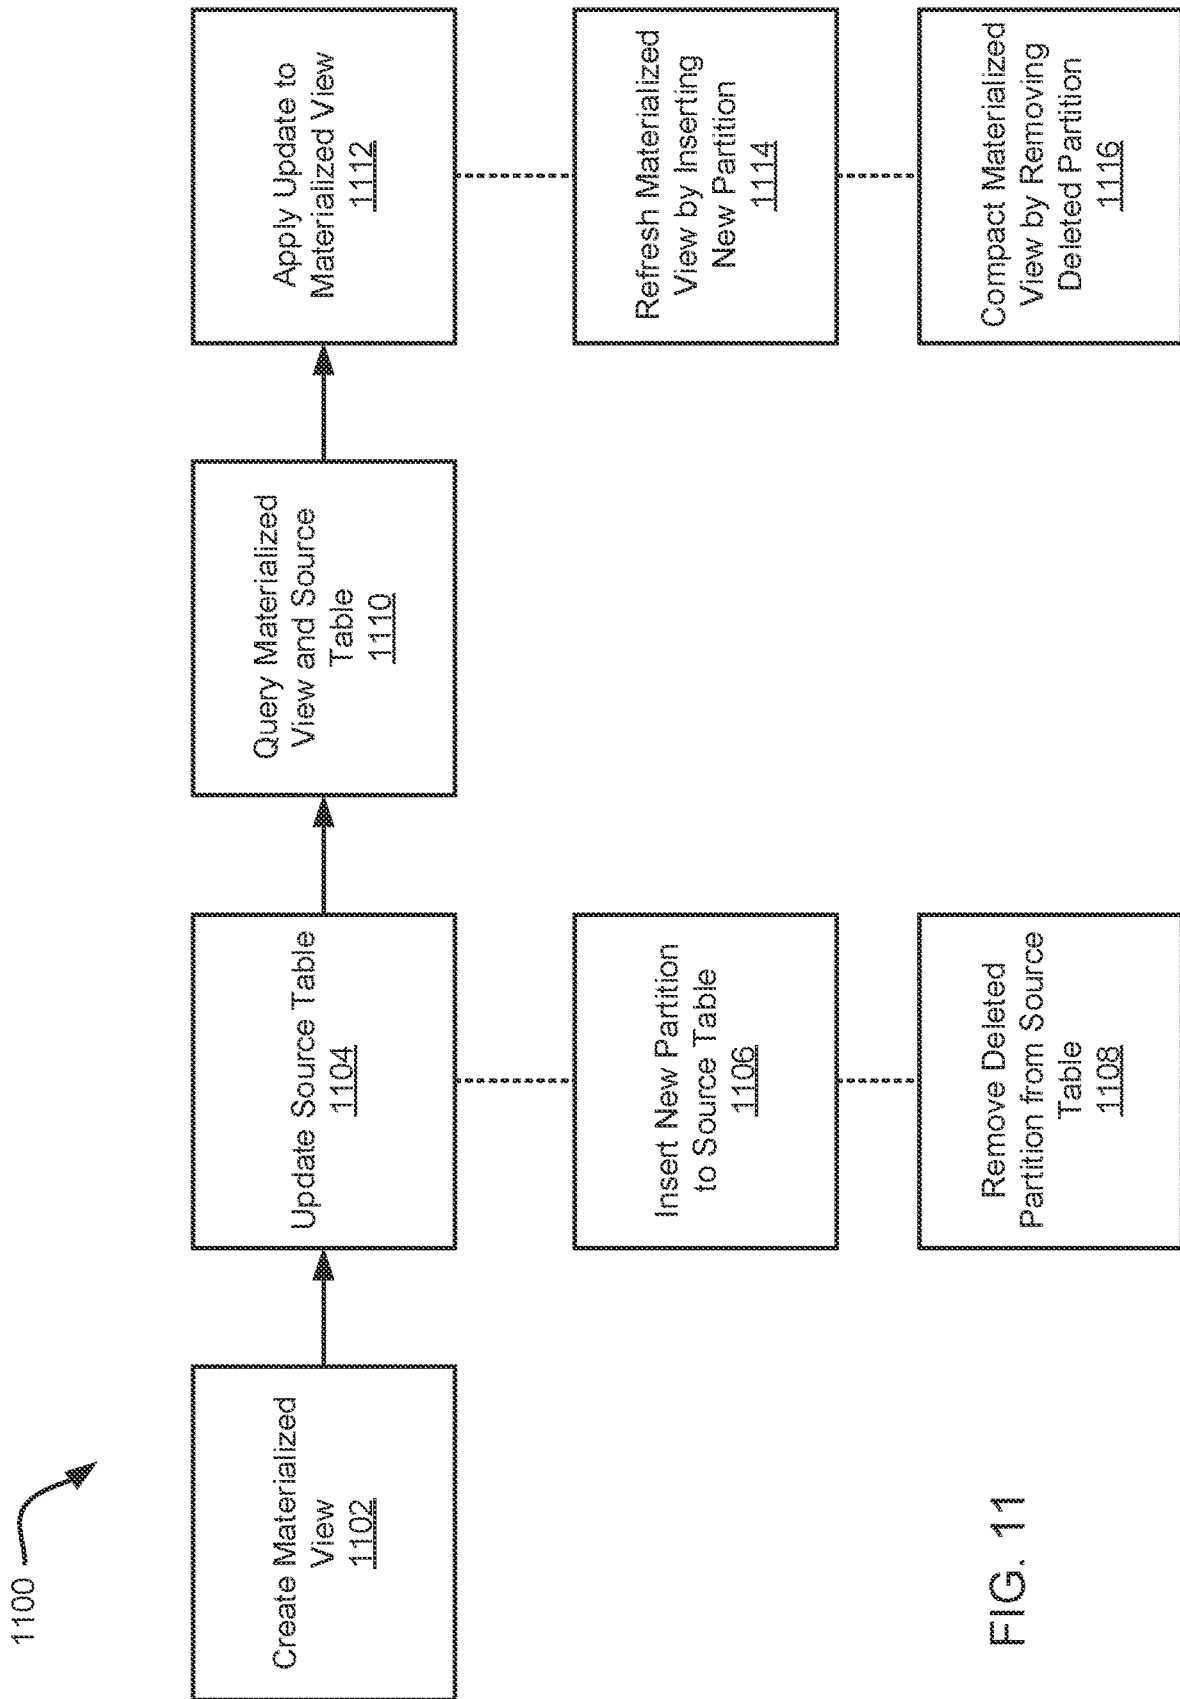 1100
Create Materialized
View
1102
Update Source Table
1104
Insert New Partition
to Source Table
1106
Remove Deleted
Partition from Source
Table
1108
Query Materialized
View and Source
Table
1110
Apply Update to
Materialized View
1112
Refresh Materialized
View by Inserting
New Partition
1114
Compact Materialized
View by Removing
Deleted Partition
1116
FIG. 11